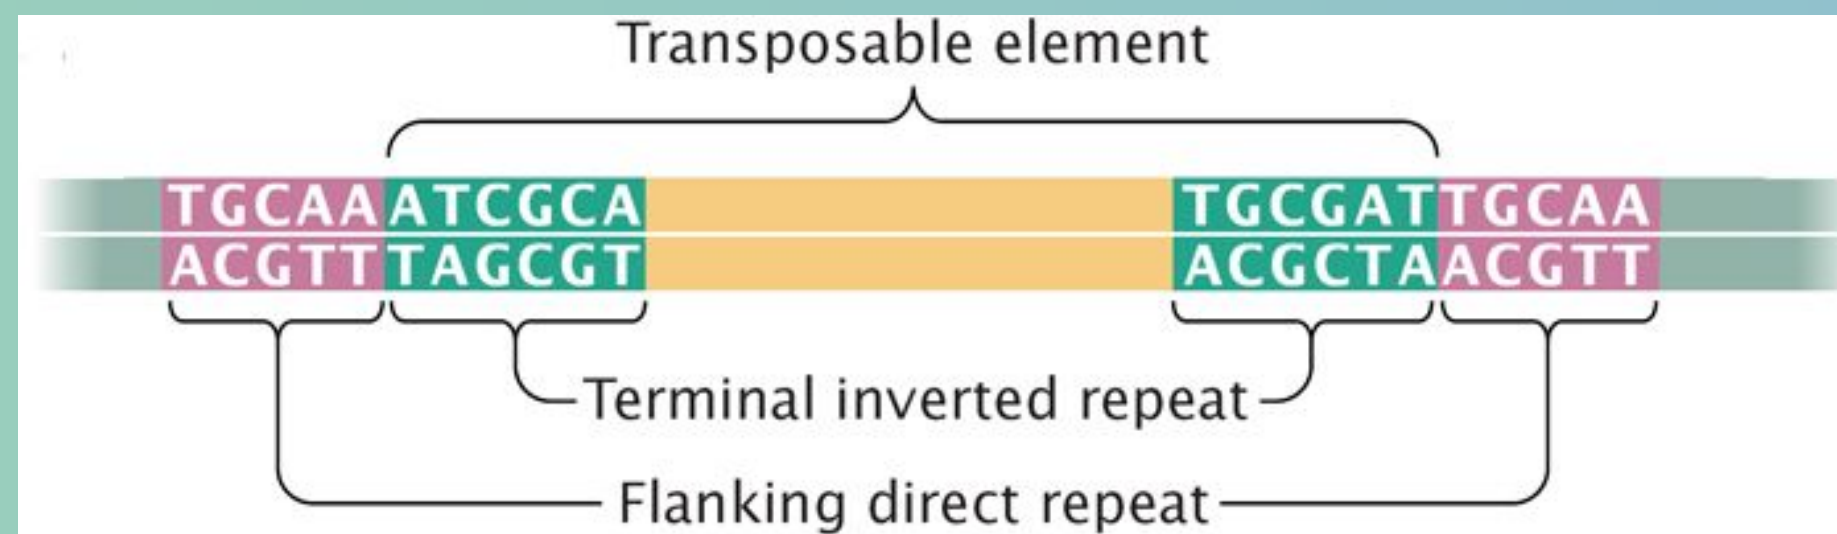 Transposable element
TGCAA ATCGCA TGCGAT TGCAA
ACGTT TAGCGT ACGCTA ACGTT
Terminal inverted repeat
Flanking direct repeat